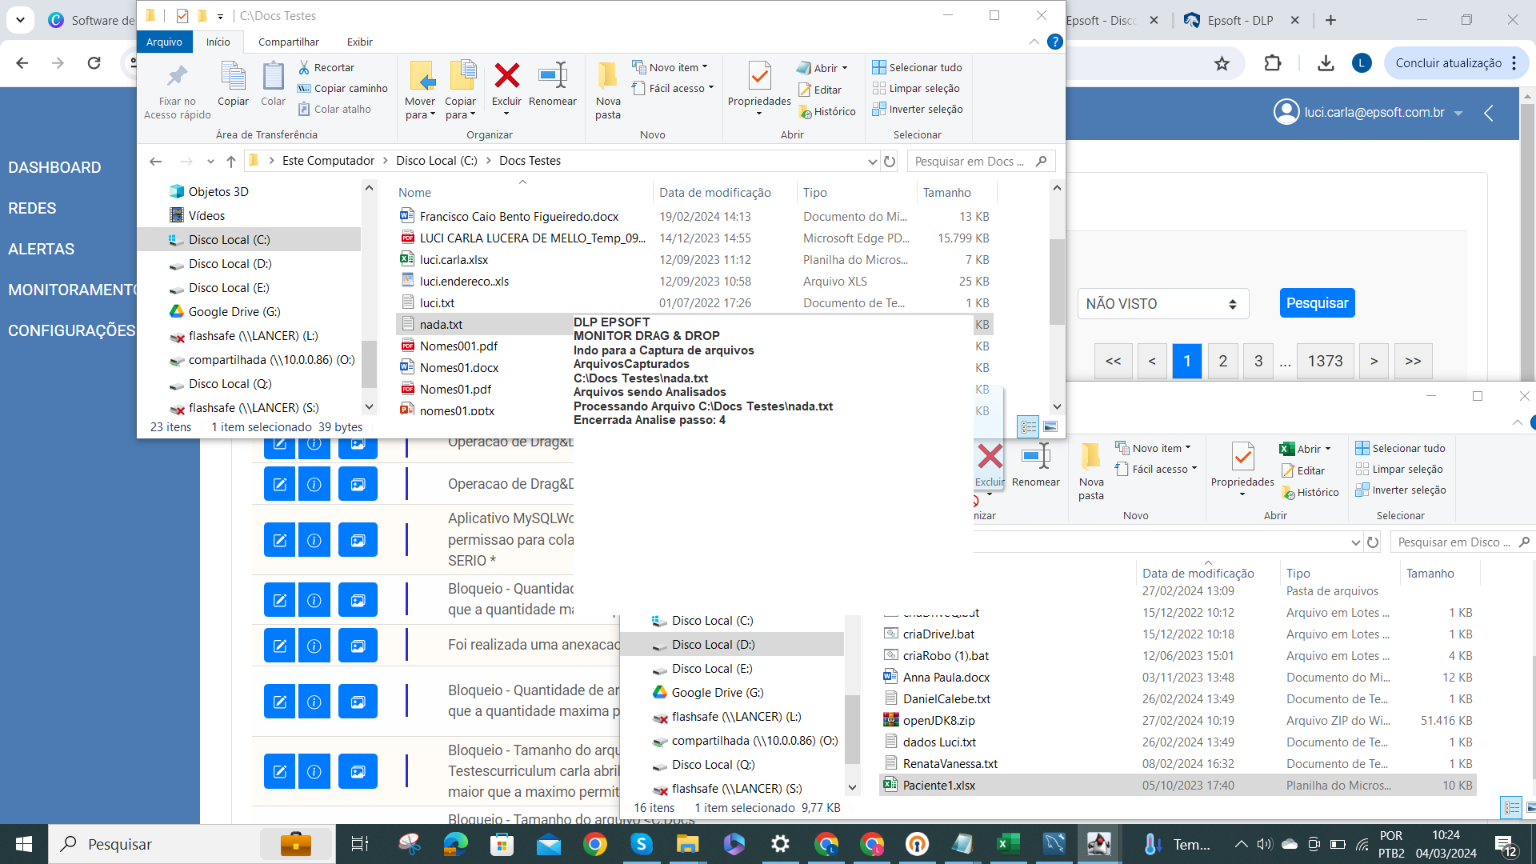 Software de
C:\Docs Testes
Epsoft - Disco
Epsoft - DLP
Arquivo
Início
Compartilhar
Exibir
Concluir atualização
Fixar no
Acesso rápido
Copiar
Colar
Recortar
Copiar caminho
Colar atalho
Área de Transferência
Mover
para
Copiar
para
Excluir
Renomear
Organizar
Nova
pasta
Novo item
Fácil acesso
Novo
Propriedades
Abrir
Editar
Histórico
Abrir
Selecionar tudo
Limpar seleção
Inverter seleção
Selecionar
luci.carla@epsoft.com.br
Este Computador > Disco Local (C:) > Docs Testes
Pesquisar em Docs ...
DASHBOARD
REDES
ALERTAS
MONITORAMENTO
CONFIGURAÇÕES
Objetos 3D
Vídeos
Disco Local (C:)
Disco Local (D:)
Disco Local (E:)
Google Drive (G:)
flashsafe (\\LANCER) (L:)
compartilhada (\\10.0.0.86) (O:)
Disco Local (Q:)
flashsafe (\\LANCER) (S:)
Nome Data de modificação Tipo Tamanho
Francisco Caio Bento Figueiredo.docx 19/02/2024 14:13 Documento do Mi... 13 KB
LUCI CARLA LUCERA DE MELLO_Temp_09... 14/12/2023 14:55 Microsoft Edge PD... 15.799 KB
luci.carla.xlsx 12/09/2023 11:12 Planilha do Micros... 7 KB
luci.endereco..xls 12/09/2023 10:58 Arquivo XLS 25 KB
luci.txt 01/07/2022 17:26 Documento de Te... 1 KB
nada.txt KB
Nomes001.pdf KB
Nomes01.docx KB
Nomes01.pdf KB
nomes01.pptx KB
23 itens 1 item selecionado 39 bytes
DLP EPSOFT
MONITOR DRAG & DROP
Indo para a Captura de arquivos
ArquivosCapturados
C:\Docs Testes\nada.txt
Arquivos sendo Analisados
Processando Arquivo C:\Docs Testes\nada.txt
Encerrada Analise passo: 4
NÃO VISTO
Pesquisar
<< < 1 2 3 ... 1373 > >>
Operacao de Drag&D
Operacao de Drag&D
Aplicativo MySQLWo
permissao para cola
SERIO *
Bloqueio - Quantidad
que a quantidade ma
Foi realizada uma anexacao
Bloqueio - Quantidade de ar
que a quantidade maxima p
Bloqueio - Tamanho do arqu
Testescurriculum carla abril
maior que a maximo permit
Bloqueio - Tamanho do arquivo
Excluir
Renomear
nizar
Nova
pasta
Novo item
Fácil acesso
Novo
Propriedades
Abrir
Editar
Histórico
Abrir
Selecionar tudo
Limpar seleção
Inverter seleção
Selecionar
Pesquisar em Disco ...
Data de modificação Tipo Tamanho
27/02/2024 13:09 Pasta de arquivos
criaDriveQ.bat 15/12/2022 10:12 Arquivo em Lotes ... 1 KB
criaDriveJ.bat 15/12/2022 10:18 Arquivo em Lotes ... 1 KB
criaRobo (1).bat 12/06/2023 15:01 Arquivo em Lotes ... 4 KB
Anna Paula.docx 03/11/2023 13:48 Documento do Mi... 12 KB
DanielCalebe.txt 26/02/2024 13:49 Documento de Te... 1 KB
openJDK8.zip 27/02/2024 10:19 Arquivo ZIP do Wi... 51.416 KB
dados Luci.txt 26/02/2024 13:49 Documento de Te... 1 KB
RenataVanessa.txt 08/02/2024 16:32 Documento de Te... 1 KB
Paciente1.xlsx 05/10/2023 17:40 Planilha do Micros... 10 KB
Disco Local (C:)
Disco Local (D:)
Disco Local (E:)
Google Drive (G:)
flashsafe (\\LANCER) (L:)
compartilhada (\\10.0.0.86) (O:)
Disco Local (Q:)
flashsafe (\\LANCER) (S:)
16 itens 1 item selecionado 9,77 KB
Pesquisar
Tem...
POR
PTB2
10:24
04/03/2024
12